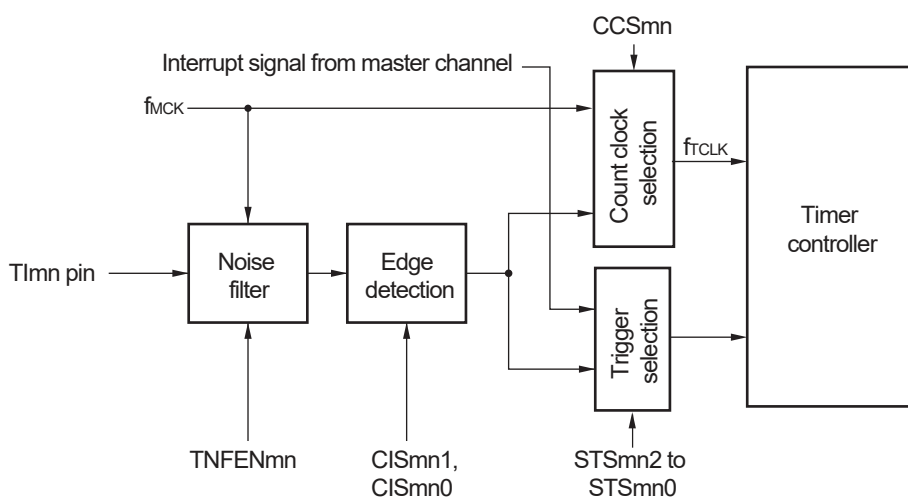 CCSmn
Interrupt signal from master channel
fMCK
Count clock
selection
fTCLK
Timer
controller
TImn pin
Noise
filter
Edge
detection
Trigger
selection
TNFENmn
CISmn1,
CISmn0
STSmn2 to
STSmn0